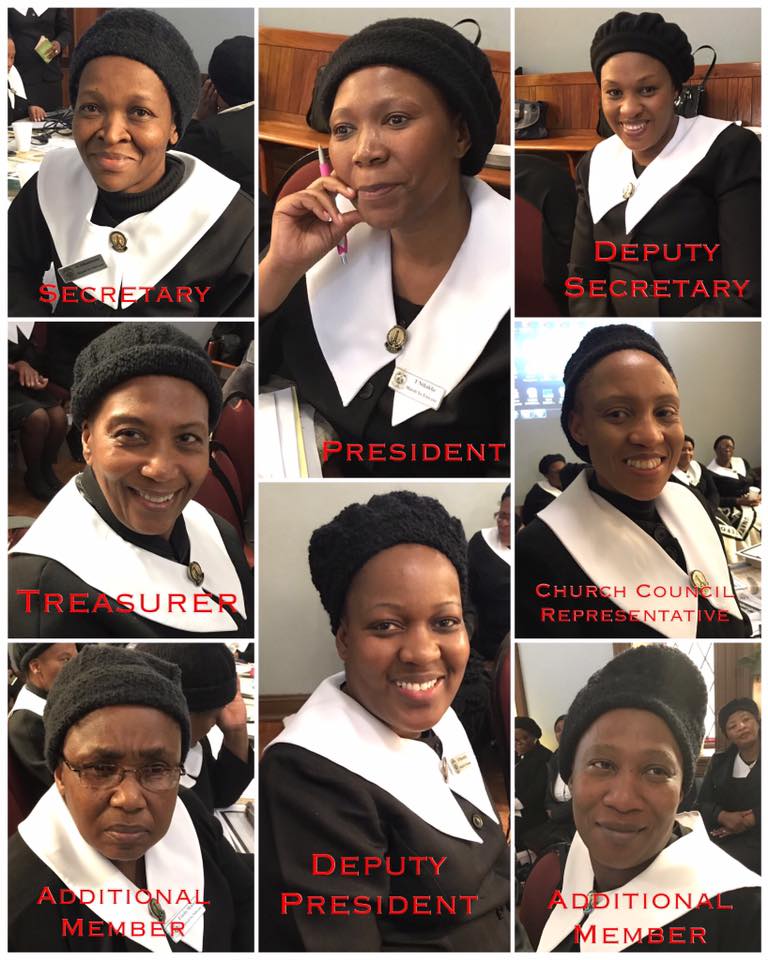 SECRETARY
PRESIDENT
DEPUTY
SECRETARY
TREASURER
CHURCH COUNCIL
REPRESENTATIVE
ADDITIONAL
MEMBER
DEPUTY
PRESIDENT
ADDITIONAL
MEMBER